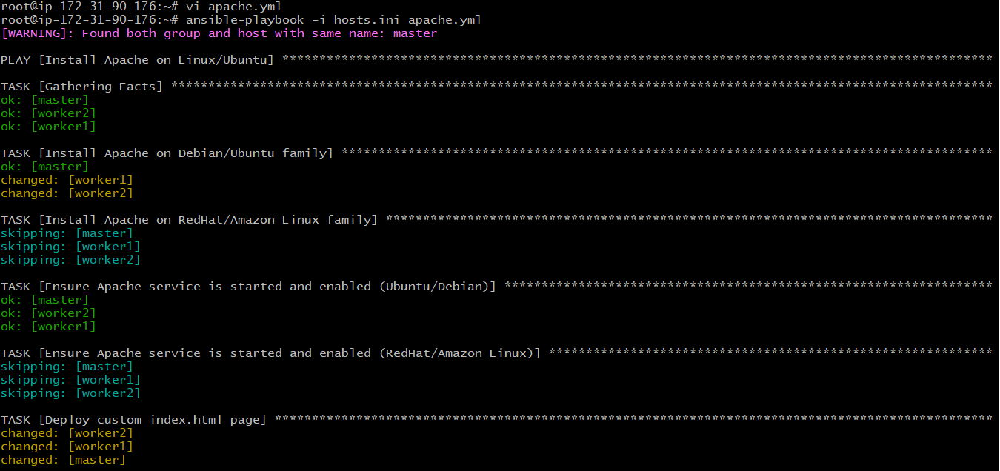 root@ip-172-31-90-176:~# vi apache.yml
root@ip-172-31-90-176:~# ansible-playbook -i hosts.ini apache.yml
[WARNING]: Found both group and host with same name: master
PLAY [Install Apache on Linux/Ubuntu] ************************************************************************************************
TASK [Gathering Facts] ***************************************************************************************************************
ok: [master]
ok: [worker2]
ok: [worker1]
TASK [Install Apache on Debian/Ubuntu family] ****************************************************************************************
ok: [master]
changed: [worker1]
changed: [worker2]
TASK [Install Apache on RedHat/Amazon Linux family] **********************************************************************************
skipping: [master]
skipping: [worker1]
skipping: [worker2]
TASK [Ensure Apache service is started and enabled (Ubuntu/Debian)] ******************************************************************
ok: [master]
ok: [worker2]
ok: [worker1]
TASK [Ensure Apache service is started and enabled (RedHat/Amazon Linux)] ************************************************************
skipping: [master]
skipping: [worker1]
skipping: [worker2]
TASK [Deploy custom index.html page] *************************************************************************************************
changed: [worker2]
changed: [worker1]
changed: [master]